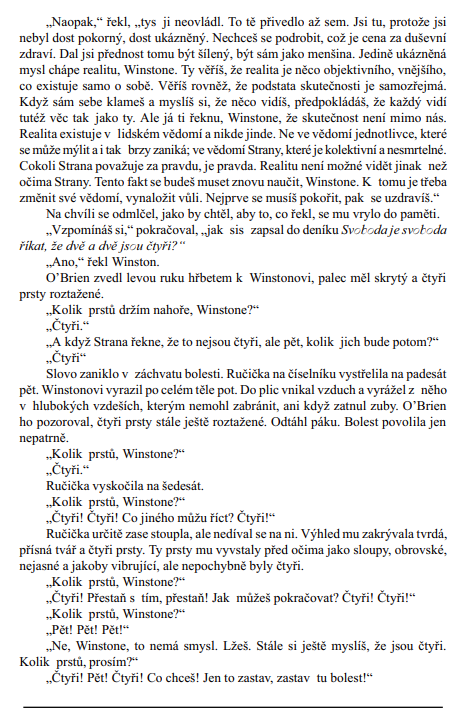 „Naopak,“ řekl, „tys ji neovládl. To tě přivedlo až sem. Jsi tu, protože jsi
nebyl dost pokorný, dost ukázněný. Nechceš se podrobit, což je cena za duševní
zdraví. Dal jsi přednost tomu být šílený, být sám jako menšina. Jedině ukázněná
mysl chápe realitu, Winstone. Ty věříš, že realita je něco objektivního, vnějšího,
co existuje samo o sobě. Věříš rovněž, že podstata skutečnosti je samozřejmá.
Když sám sebe klameš a myslíš si, že něco vidíš, předpokládáš, že každý vidí
tutéž věc tak jako ty. Ale já ti řeknu, Winstone, že skutečnost není mimo nás.
Realita existuje v lidském vědomí a nikde jinde. Ne ve vědomí jednotlivce, které
se může mýlit a i tak brzy zaniká; ve vědomí Strany, které je kolektivní a nesmrtelné.
Cokoli Strana považuje za pravdu, je pravda. Realitu není možné vidět jinak než
očima Strany. Tento fakt se budeš muset znovu naučit, Winstone. K tomu je třeba
změnit své vědomí, vynaložit vůli. Nejprve se musíš pokořit, pak se uzdravíš.“
Na chvíli se odmlčel, jako by chtěl, aby to, co řekl, se mu vrylo do paměti.
„Vzpomínáš si,“ pokračoval, „jak sis zapsal do deníku Svoboda je svoboda
říkat, že dvě a dvě jsou čtyři?“
„Ano,“ řekl Winston.
O’Brien zvedl levou ruku hřbetem k Winstonovi, palec měl skrytý a čtyři
prsty roztažené.
„Kolik prstů držím nahoře, Winstone?“
„Čtyři.“
„A když Strana řekne, že to nejsou čtyři, ale pět, kolik jich bude potom?“
„Čtyři“
Slovo zaniklo v záchvatu bolesti. Ručička na číselníku vystřelila na padesát
pět. Winstonovi vyrazil po celém těle pot. Do plic vnikal vzduch a vyrážel z něho
v hlubokých vzdeších, kterým nemohl zabránit, ani když zatnul zuby. O’Brien
ho pozoroval, čtyři prsty stále ještě roztažené. Odtáhl páku. Bolest povolila jen
nepatrně.
„Kolik prstů, Winstone?“
„Čtyři.“
Ručička vyskočila na šedesát.
„Kolik prstů, Winstone?“
„Čtyři! Čtyři! Co jiného můžu říct? Čtyři!“
Ručička určitě zase stoupla, ale nedíval se na ni. Výhled mu zakrývala tvrdá,
přísná tvář a čtyři prsty. Ty prsty mu vyvstaly před očima jako sloupy, obrovské,
nejasné a jakoby vibrující, ale nepochybně byly čtyři.
„Kolik prstů, Winstone?“
„Čtyři! Přestaň s tím, přestaň! Jak můžeš pokračovat? Čtyři! Čtyři!“
„Kolik prstů, Winstone?“
„Pět! Pět! Pět!“
„Ne, Winstone, to nemá smysl. Lžeš. Stále si ještě myslíš, že jsou čtyři.
Kolik prstů, prosím?“
„Čtyři! Pět! Čtyři! Co chceš! Jen to zastav, zastav tu bolest!“